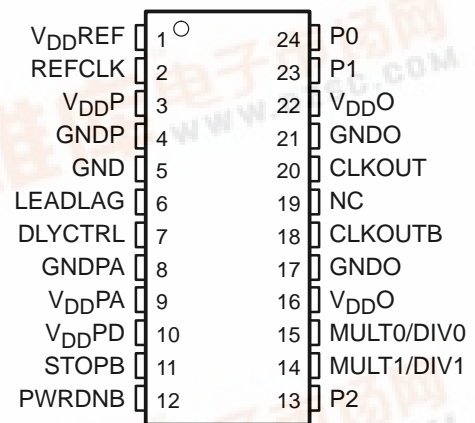 VDDREF 1 24 P0
REFCLK 2 23 P1
VDDP 3 22 VDDO
GNDP 4 21 GNDO
GND 5 20 CLKOUT
LEADLAG 6 19 NC
DLYCTRL 7 18 CLKOUTB
GNDPA 8 17 GNDO
VDDPA 9 16 VDDO
VDDPD 10 15 MULT0/DIV0
STOPB 11 14 MULT1/DIV1
PWRDNB 12 13 P2